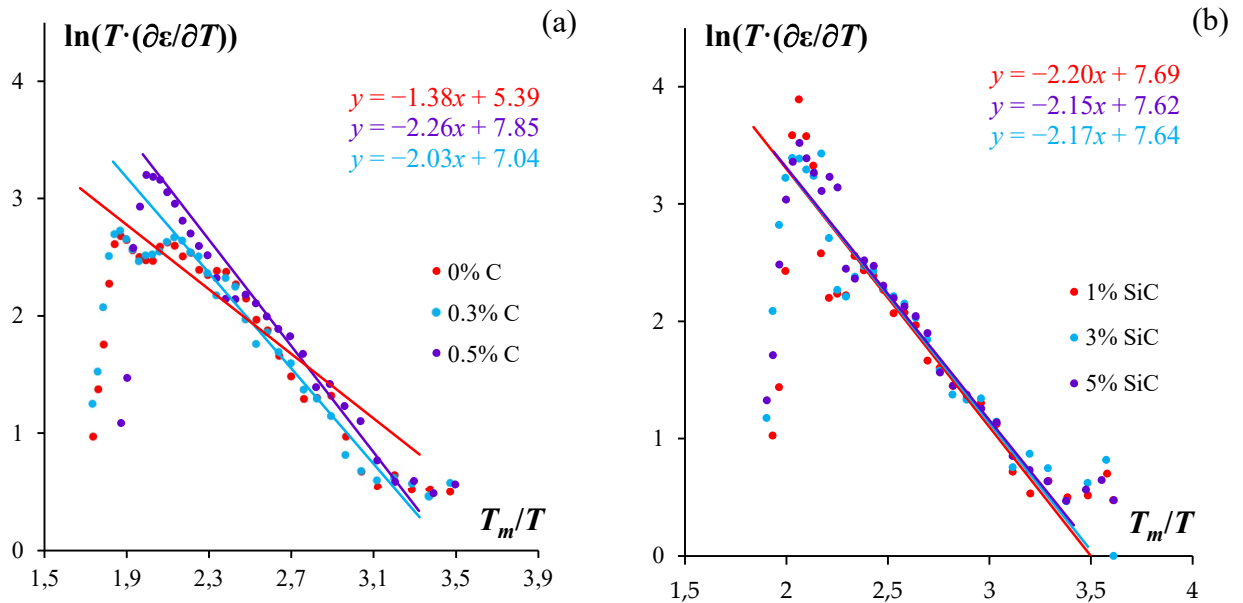 (a)
ln(T·(∂ε/∂T))
4
3
2
1
0
y = −1.38x + 5.39
y = −2.26x + 7.85
y = −2.03x + 7.04
0% C
0.3% C
0.5% C
T_m/T
1,5 1,9 2,3 2,7 3,1 3,5 3,9
(b)
ln(T·(∂ε/∂T)
4
3
2
1
0
y = −2.20x + 7.69
y = −2.15x + 7.62
y = −2.17x + 7.64
1% SiC
3% SiC
5% SiC
T_m/T
1,5 2 2,5 3 3,5 4